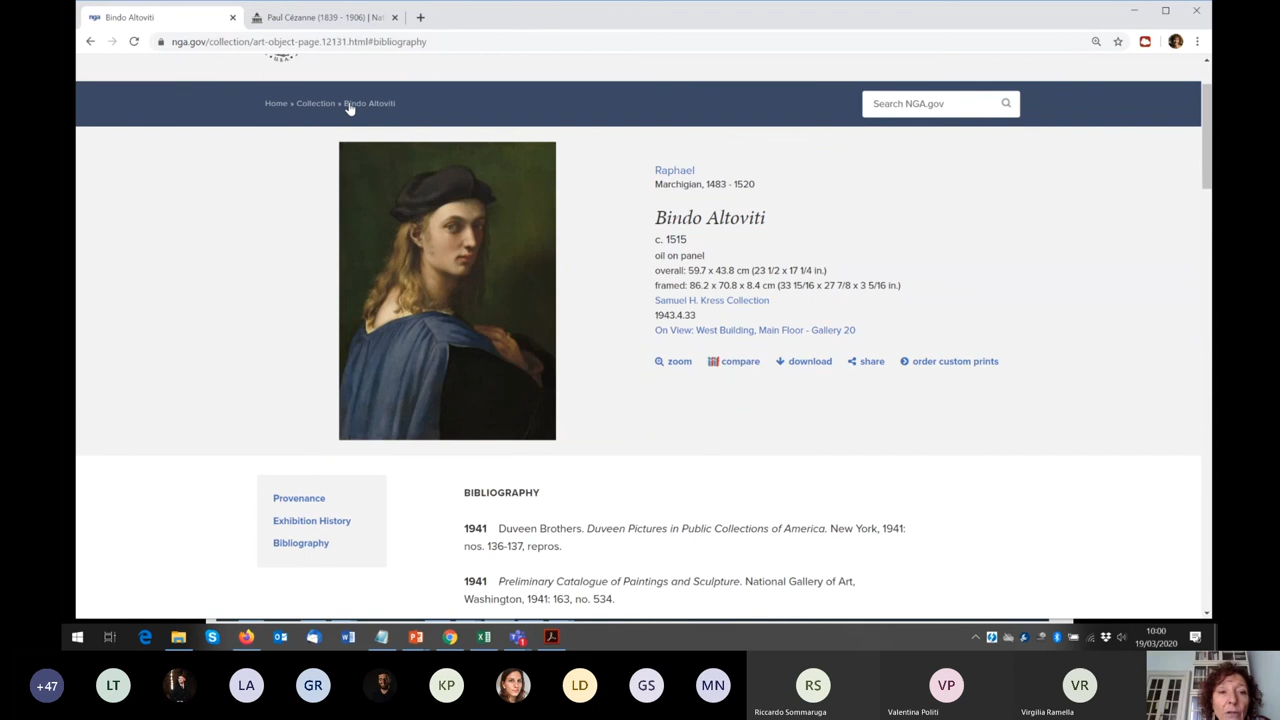 nga Bindo Altoviti
Paul Cézanne (1839 - 1906) | Nat
nga.gov/collection/art-object-page.12131.html#bibliography
Home » Collection » Bindo Altoviti
Search NGA.gov
Raphael
Marchigian, 1483 - 1520
Bindo Altoviti
c. 1515
oil on panel
overall: 59.7 x 43.8 cm (23 1/2 x 17 1/4 in.)
framed: 86.2 x 70.8 x 8.4 cm (33 15/16 x 27 7/8 x 3 5/16 in.)
Samuel H. Kress Collection
1943.4.33
On View: West Building, Main Floor - Gallery 20
zoom compare download share order custom prints
Provenance
Exhibition History
Bibliography
BIBLIOGRAPHY
1941 Duveen Brothers. Duveen Pictures in Public Collections of America. New York, 1941:
nos. 136-137, repros.
1941 Preliminary Catalogue of Paintings and Sculpture. National Gallery of Art,
Washington, 1941: 163, no. 534.
10:00
19/03/2020
+47 LT LA GR KP LD GS MN RS VP VR
Riccardo Sommaruga Valentina Politi Virgilia Ramella